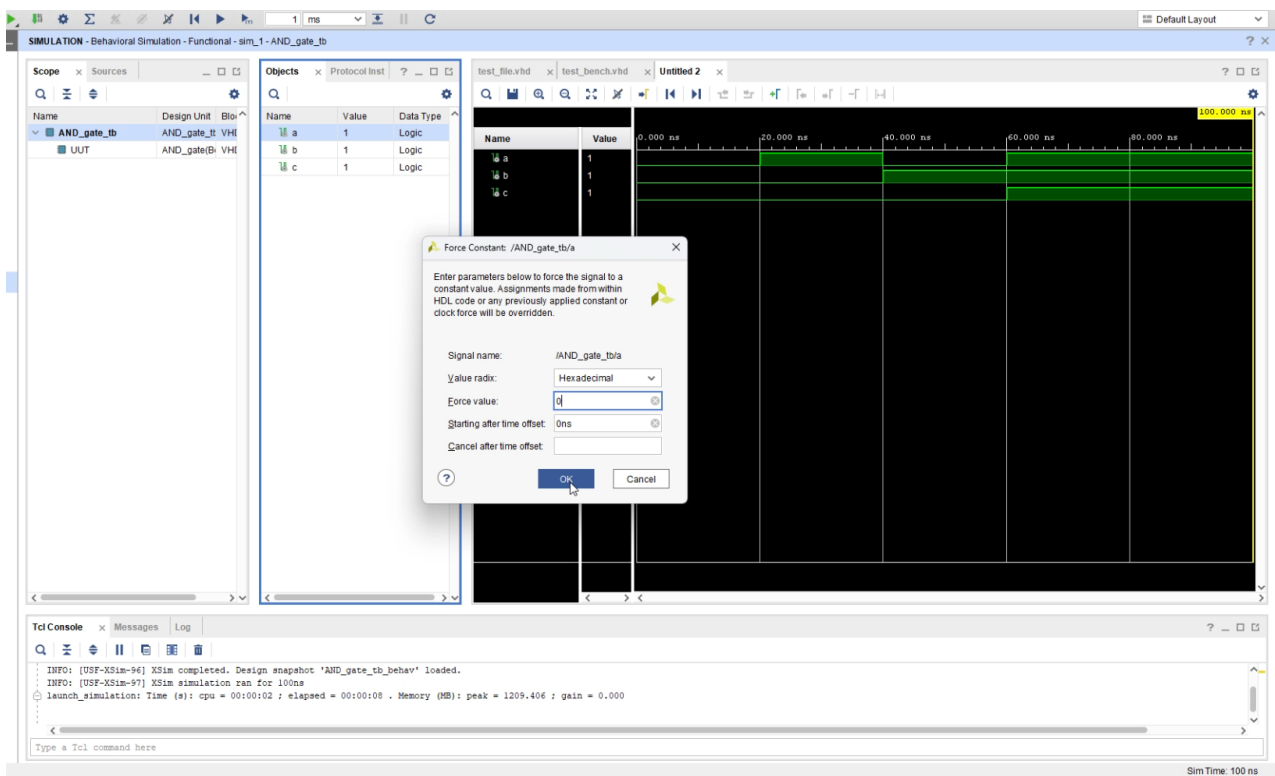 1 ms
Default Layout
SIMULATION - Behavioral Simulation - Functional - sim_1 - AND_gate_tb
Scope Sources
Name Design Unit Bloc
AND_gate_tb AND_gate_tb VHD
UUT AND_gate(Be VHD
Objects Protocol Inst
Name Value Data Type
a 1 Logic
b 1 Logic
c 1 Logic
test_file.vhd test_bench.vhd Untitled 2
100.000 ns
Name Value 0.000 ns 20.000 ns 40.000 ns 60.000 ns 80.000 ns
a 1
b 1
c 1
Force Constant: /AND_gate_tb/a
Enter parameters below to force the signal to a
constant value. Assignments made from within
HDL code or any previously applied constant or
clock force will be overridden.
Signal name: /AND_gate_tb/a
Value radix: Hexadecimal
Force value: 0
Starting after time offset: 0ns
Cancel after time offset:
? OK Cancel
Tcl Console Messages Log
INFO: [USF-XSim-96] XSim completed. Design snapshot 'AND_gate_tb_behav' loaded.
INFO: [USF-XSim-97] XSim simulation ran for 100ns
launch_simulation: Time (s): cpu = 00:00:02 ; elapsed = 00:00:08 . Memory (MB): peak = 1209.406 ; gain = 0.000
Type a Tcl command here
Sim Time: 100 ns